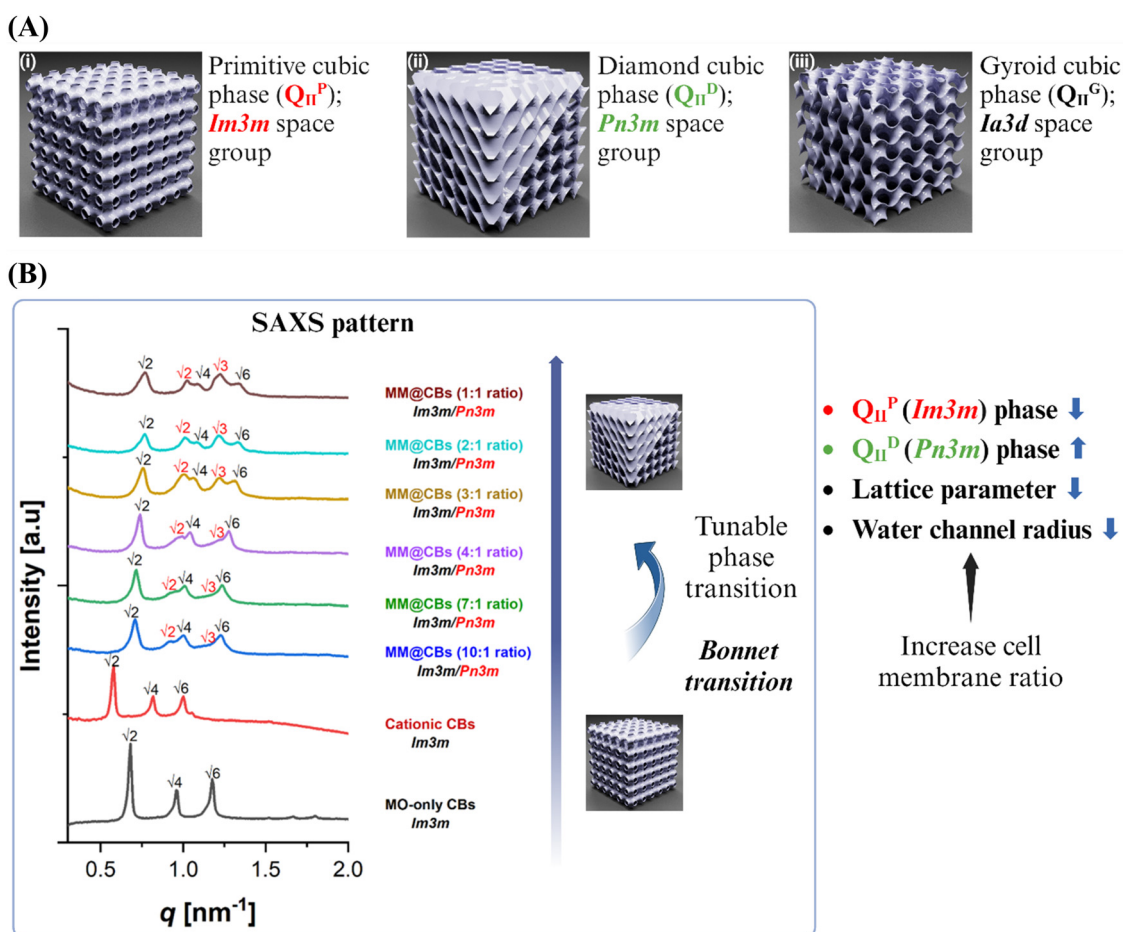 (A)
(i)
Primitive cubic
phase (Q_II^P);
Im3m space
group
(ii)
Diamond cubic
phase (Q_II^D);
Pn3m space
group
(iii)
Gyroid cubic
phase (Q_II^G);
Ia3d space
group
(B)
SAXS pattern
Intensity [a.u]
√2 √2 √4 √3 √6
MM@CBs (1:1 ratio)
Im3m/Pn3m
√2 √2 √4 √3 √6
MM@CBs (2:1 ratio)
Im3m/Pn3m
√2 √2 √4 √3 √6
MM@CBs (3:1 ratio)
Im3m/Pn3m
√2 √2 √4 √3 √6
MM@CBs (4:1 ratio)
Im3m/Pn3m
√2 √2 √4 √3 √6
MM@CBs (7:1 ratio)
Im3m/Pn3m
√2 √2 √4 √3 √6
MM@CBs (10:1 ratio)
Im3m/Pn3m
√2 √4 √6
Cationic CBs
Im3m
√2 √4 √6
MO-only CBs
Im3m
0.5 1.0 1.5 2.0
q [nm⁻¹]
Tunable
phase
transition
Bonnet
transition
• Q_II^P (Im3m) phase ⬇
• Q_II^D (Pn3m) phase ⬆
• Lattice parameter ⬇
• Water channel radius ⬇
Increase cell
membrane ratio